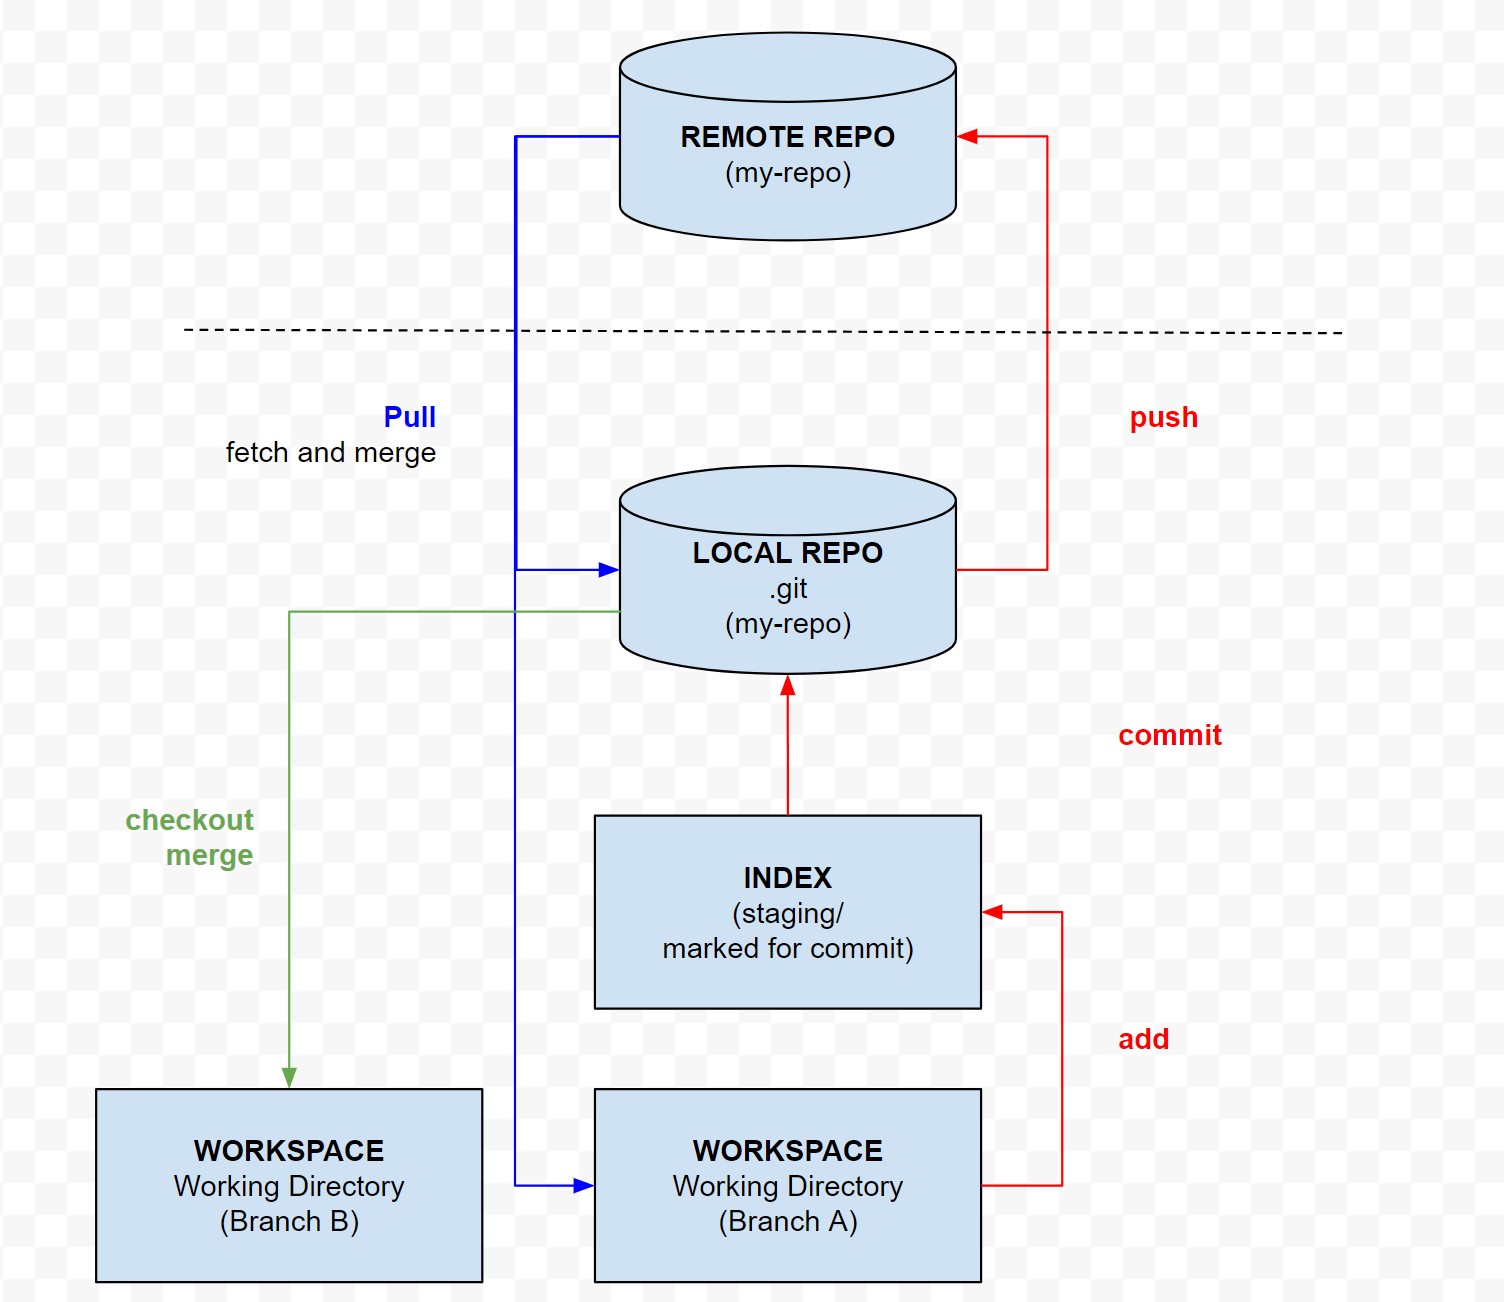 REMOTE REPO
(my-repo)
Pull
fetch and merge
push
LOCAL REPO
.git
(my-repo)
commit
checkout
merge
INDEX
(staging/
marked for commit)
add
WORKSPACE
Working Directory
(Branch B)
WORKSPACE
Working Directory
(Branch A)